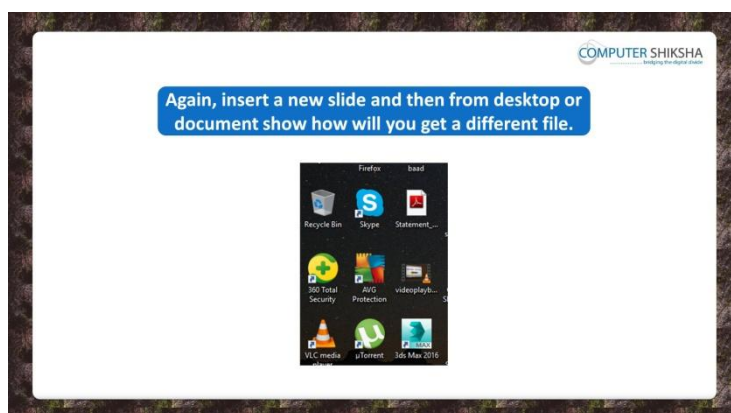 COMPUTER SHIKSHA
bridging the digital divide
Again, insert a new slide and then from desktop or
document show how will you get a different file.
Firefox baad
Recycle Bin Skype Statement_...
360 Total AVG videoplayb...
Security Protection
VLC media µTorrent 3ds Max 2016
player